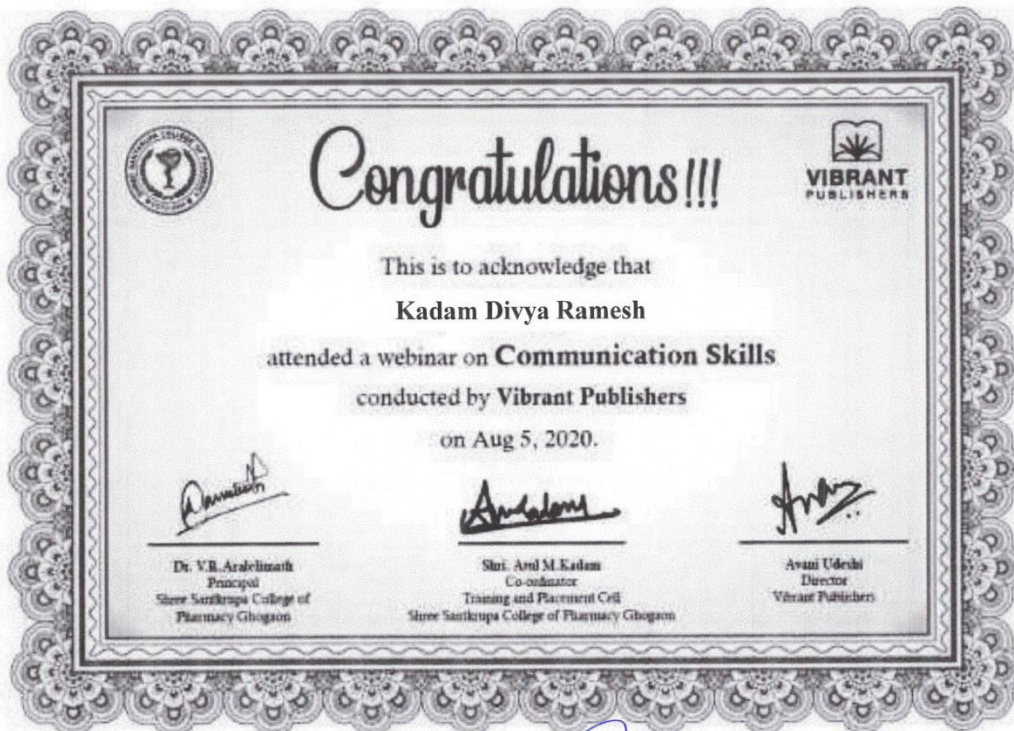 Congratulations!!!
VIBRANT
PUBLISHERS
This is to acknowledge that
Kadam Divya Ramesh
attended a webinar on Communication Skills
conducted by Vibrant Publishers
on Aug 5, 2020.
Dr. V.R.
Principal
Shree Santkrupa College of
Pharmacy Ghogaon
Shri. Amol M.Kadam
Co-ordinator
Training and Placement Cell
Shree Santkrupa College of Pharmacy Ghogaon
Avani Udeshi
Director
Vibrant Publishers